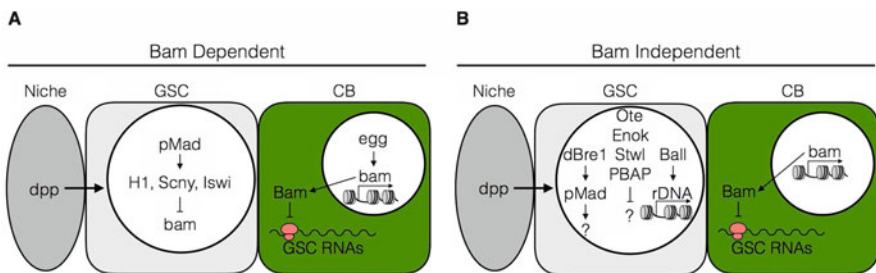 A
Bam Dependent
Niche
GSC
CB
dpp
pMad
H1, Scny, Iswi
bam
egg
bam
Bam
GSC RNAs
B
Bam Independent
Niche
GSC
CB
dpp
Ote
Enok
dBre1 Stwl Ball
PBAP
pMad
?
?
rDNA
bam
Bam
GSC RNAs